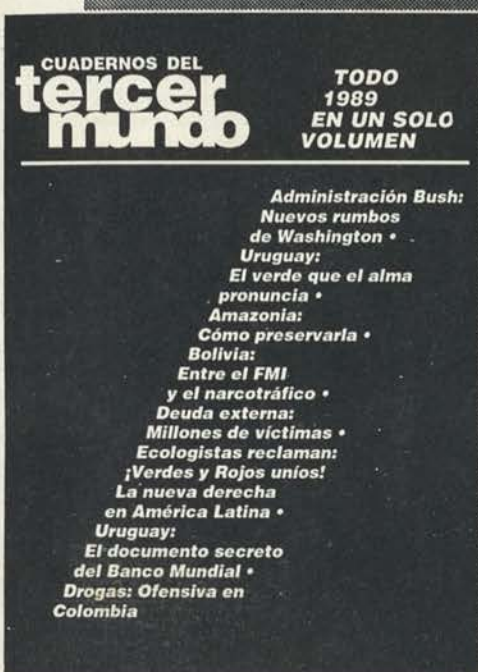 CUADERNOS DEL
tercer
mundo
TODO
1989
EN UN SOLO
VOLUMEN
Administración Bush:
Nuevos rumbos
de Washington •
Uruguay:
El verde que el alma
pronuncia •
Amazonia:
Cómo preservarla •
Bolivia:
Entre el FMI
y el narcotráfico •
Deuda externa:
Millones de víctimas •
Ecologistas reclaman:
¡Verdes y Rojos uníos!
La nueva derecha
en América Latina •
Uruguay:
El documento secreto
del Banco Mundial •
Drogas: Ofensiva en
Colombia